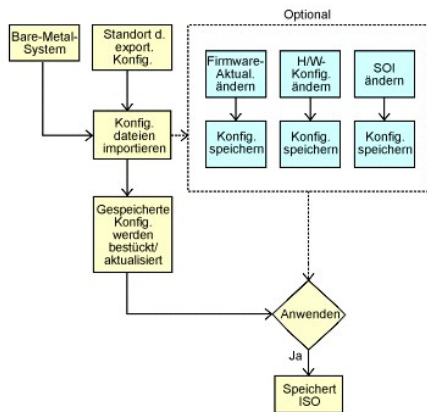 Optional
Bare-Metal-
System
Standort d.
export.
Konfig.
Firmware-
Aktual.
ändern
H/W-
Konfig.
ändern
SOI
ändern
Konfig.
dateien
importieren
Konfig.
speichern
Konfig.
speichern
Konfig.
speichern
Gespeicherte
Konfig.
werden
bestückt/
aktualisiert
Anwenden
Ja
Speichert
ISO